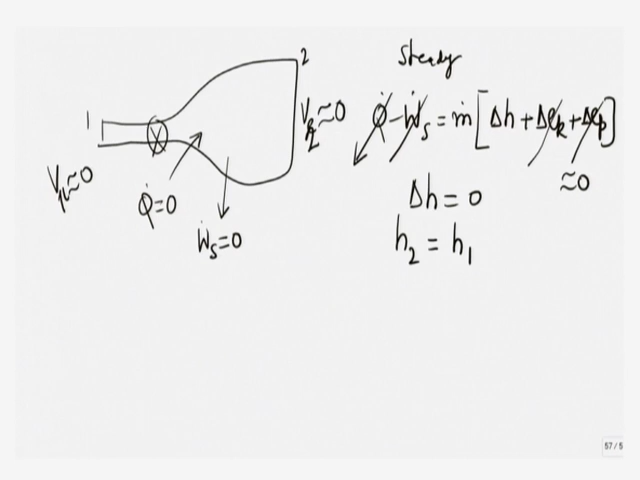 Steady
1
2
V₁≈0
V₂≈0
Q̇=0
Ẇs=0
Q̇-Ẇs=ṁ[Δh+Δek+Δep]
≈0
Δh=0
h₂=h₁
57/5